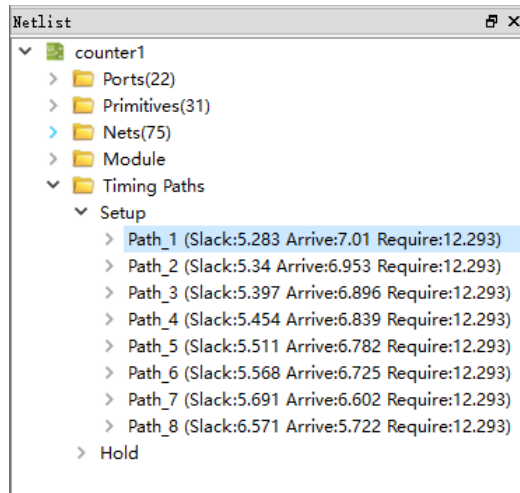 Netlist
counter1
Ports(22)
Primitives(31)
Nets(75)
Module
Timing Paths
Setup
Path_1 (Slack:5.283 Arrive:7.01 Require:12.293)
Path_2 (Slack:5.34 Arrive:6.953 Require:12.293)
Path_3 (Slack:5.397 Arrive:6.896 Require:12.293)
Path_4 (Slack:5.454 Arrive:6.839 Require:12.293)
Path_5 (Slack:5.511 Arrive:6.782 Require:12.293)
Path_6 (Slack:5.568 Arrive:6.725 Require:12.293)
Path_7 (Slack:5.691 Arrive:6.602 Require:12.293)
Path_8 (Slack:6.571 Arrive:5.722 Require:12.293)
Hold